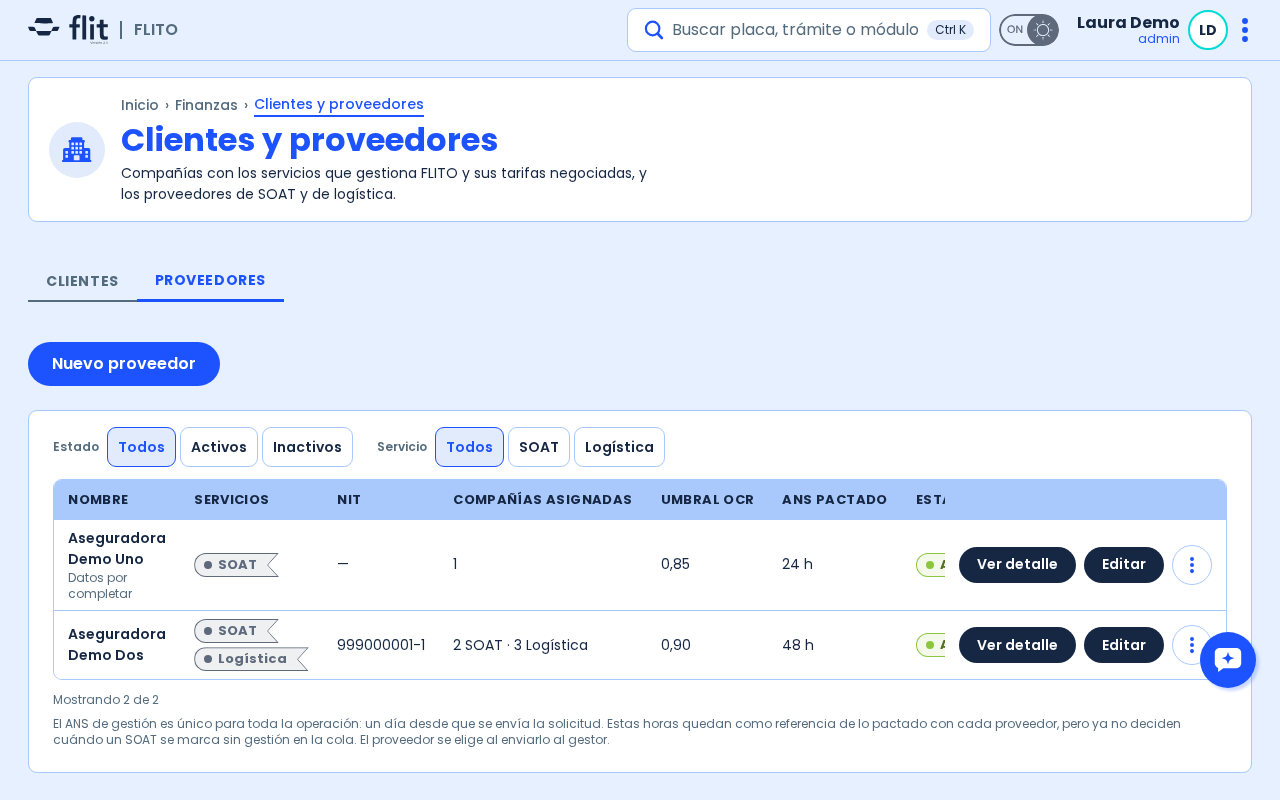 flit
FLITO
Buscar placa, trámite o módulo
Ctrl K
ON
Laura Demo
admin
LD
Inicio › Finanzas › Clientes y proveedores
Clientes y proveedores
Compañías con los servicios que gestiona FLITO y sus tarifas negociadas, y
los proveedores de SOAT y de logística.
CLIENTES
PROVEEDORES
Nuevo proveedor
Estado
Todos
Activos
Inactivos
Servicio
Todos
SOAT
Logística
NOMBRE
SERVICIOS
NIT
COMPAÑÍAS ASIGNADAS
UMBRAL OCR
ANS PACTADO
Aseguradora
Demo Uno
Datos por
completar
SOAT
—
1
0,85
24 h
Ver detalle
Editar
Aseguradora
Demo Dos
SOAT
Logística
999000001-1
2 SOAT · 3 Logística
0,90
48 h
Ver detalle
Editar
Mostrando 2 de 2
El ANS de gestión es único para toda la operación: un día desde que se envía la solicitud. Estas horas quedan como referencia de lo pactado con cada proveedor, pero ya no deciden
cuándo un SOAT se marca sin gestión en la cola. El proveedor se elige al enviarlo al gestor.